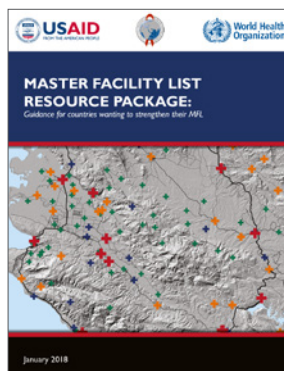 USAID
FROM THE AMERICAN PEOPLE
World Health
Organization
MASTER FACILITY LIST
RESOURCE PACKAGE:
Guidance for countries wanting to strengthen their MFL
January 2018